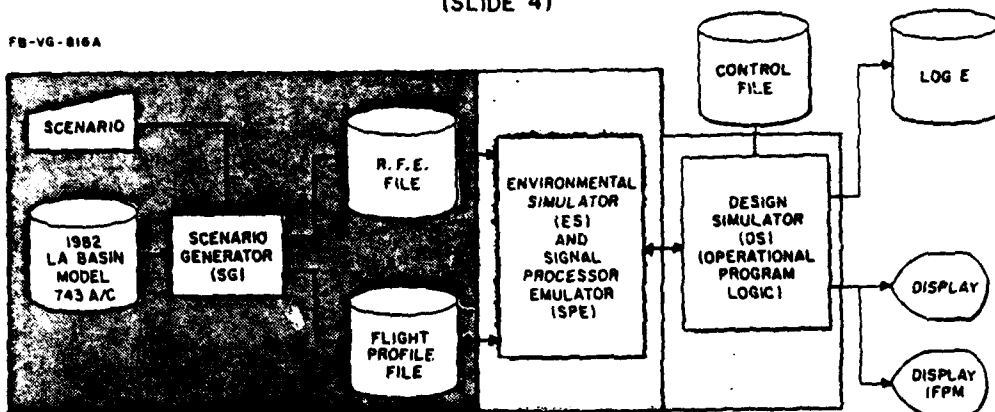 (SLIDE 4)
FB-VG-816A
SCENARIO
1982
LA BASIN
MODEL
743 A/C
SCENARIO
GENERATOR
(SG)
R.F.E.
FILE
FLIGHT
PROFILE
FILE
ENVIRONMENTAL
SIMULATOR
(ES)
AND
SIGNAL
PROCESSOR
EMULATOR
(SPE)
CONTROL
FILE
DESIGN
SIMULATOR
(DS)
(OPERATIONAL
PROGRAM
LOGIC)
LOG E
DISPLAY
DISPLAY
IFPM